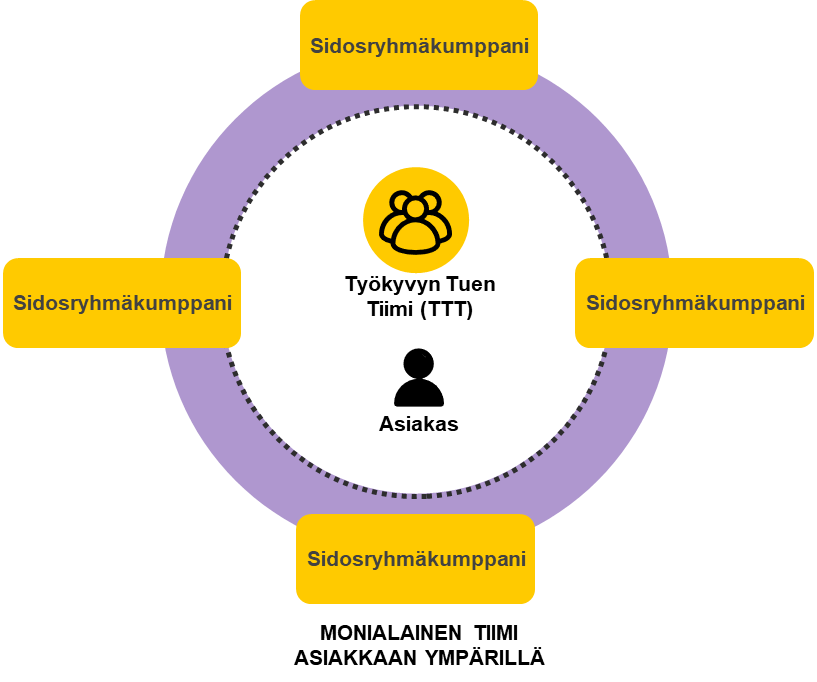 Sidosryhmäkumppani
Työkyvyn Tuen
Tiimi (TTT)
Sidosryhmäkumppani
Sidosryhmäkumppani
Asiakas
Sidosryhmäkumppani
MONIALAINEN TIIMI
ASIAKKAAN YMPÄRILLÄ